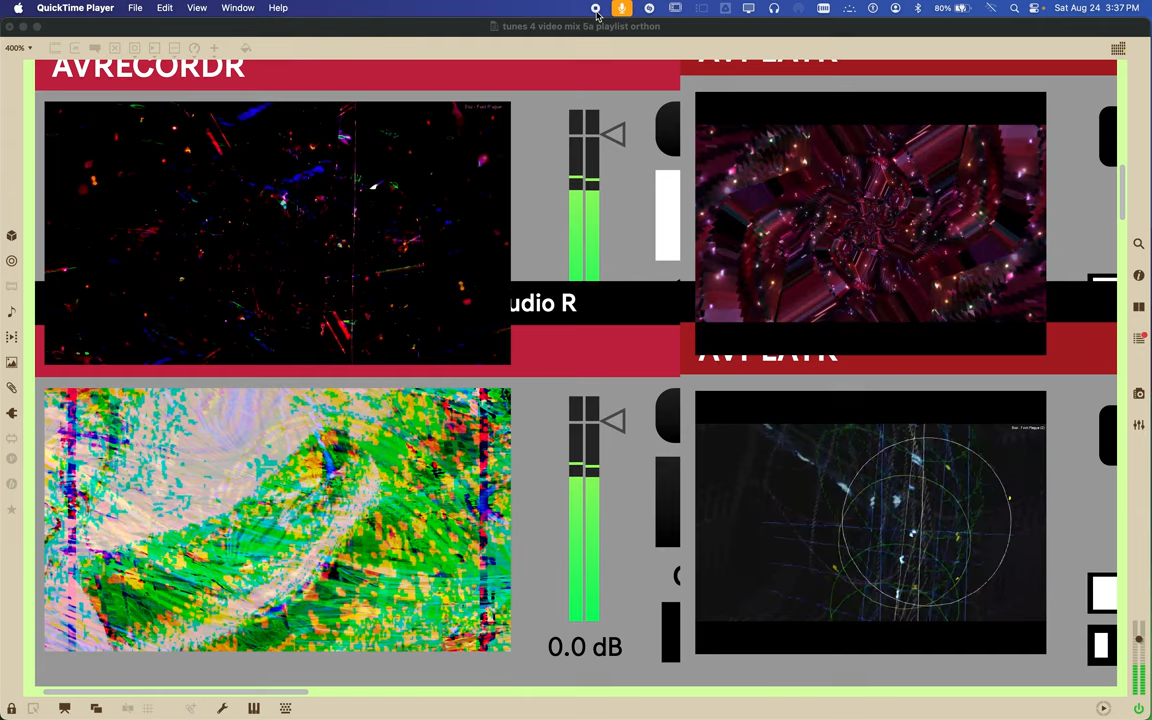 QuickTime Player File Edit View Window Help 80% Sat Aug 24 3:37 PM
tunes 4 video mix 5a playlist orthon
400%
AVRECORDR
udio R
0.0 dB